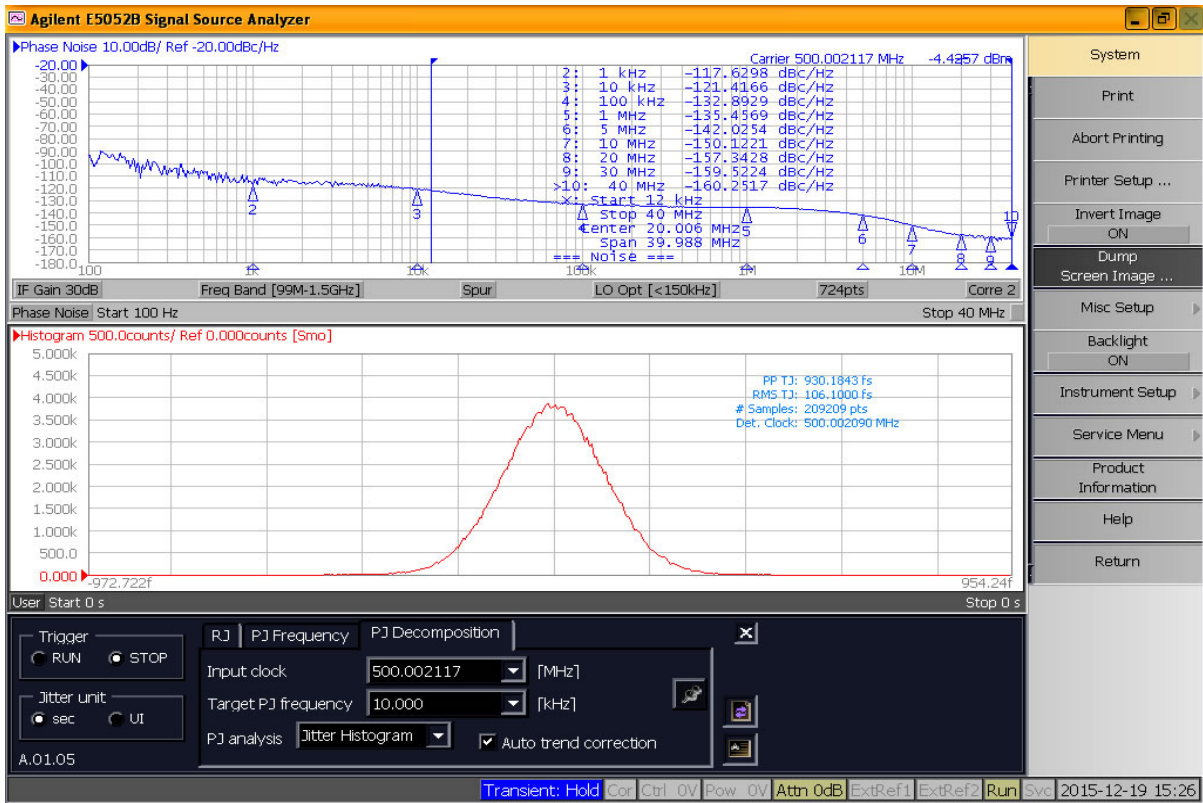 Agilent E5052B Signal Source Analyzer
Phase Noise 10.00dB/ Ref -20.00dBc/Hz
Carrier 500.002117 MHz -4.4257 dBm
-20.00
-30.00
-40.00
-50.00
-60.00
-70.00
-80.00
-90.00
-100.0
-110.0
-120.0
-130.0
-140.0
-150.0
-160.0
-170.0
-180.0
2: 1 kHz -117.6298 dBc/Hz
3: 10 kHz -121.4166 dBc/Hz
4: 100 kHz -132.8929 dBc/Hz
5: 1 MHz -135.4569 dBc/Hz
6: 5 MHz -142.0254 dBc/Hz
7: 10 MHz -150.1221 dBc/Hz
8: 20 MHz -157.3428 dBc/Hz
9: 30 MHz -159.5224 dBc/Hz
>10: 40 MHz -160.2517 dBc/Hz
X: Start 12 kHz
Stop 40 MHz
Center 20.006 MHz
Span 39.988 MHz
=== Noise ===
2 3 4 5 6 7 8 9 10
100 1k 10k 100k 1M 10M
IF Gain 30dB Freq Band [99M-1.5GHz] Spur LO Opt [<150kHz] 724pts Corre 2
Phase Noise Start 100 Hz Stop 40 MHz
Histogram 500.0counts/ Ref 0.000counts [Smo]
5.000k
4.500k
4.000k
3.500k
3.000k
2.500k
2.000k
1.500k
1.000k
500.0
0.000
PP TJ: 930.1843 fs
RMS TJ: 106.1000 fs
# Samples: 209209 pts
Det. Clock: 500.002090 MHz
-972.722f 954.24f
User Start 0 s Stop 0 s
Trigger
RUN STOP
Jitter unit
sec UI
A.01.05
RJ PJ Frequency PJ Decomposition
Input clock 500.002117 [MHz]
Target PJ frequency 10.000 [kHz]
PJ analysis Jitter Histogram Auto trend correction
System
Print
Abort Printing
Printer Setup ...
Invert Image
ON
Dump
Screen Image ...
Misc Setup
Backlight
ON
Instrument Setup
Service Menu
Product
Information
Help
Return
Transient: Hold Cor Ctrl 0V Pow 0V Attn 0dB ExtRef1 ExtRef2 Run Svc 2015-12-19 15:26